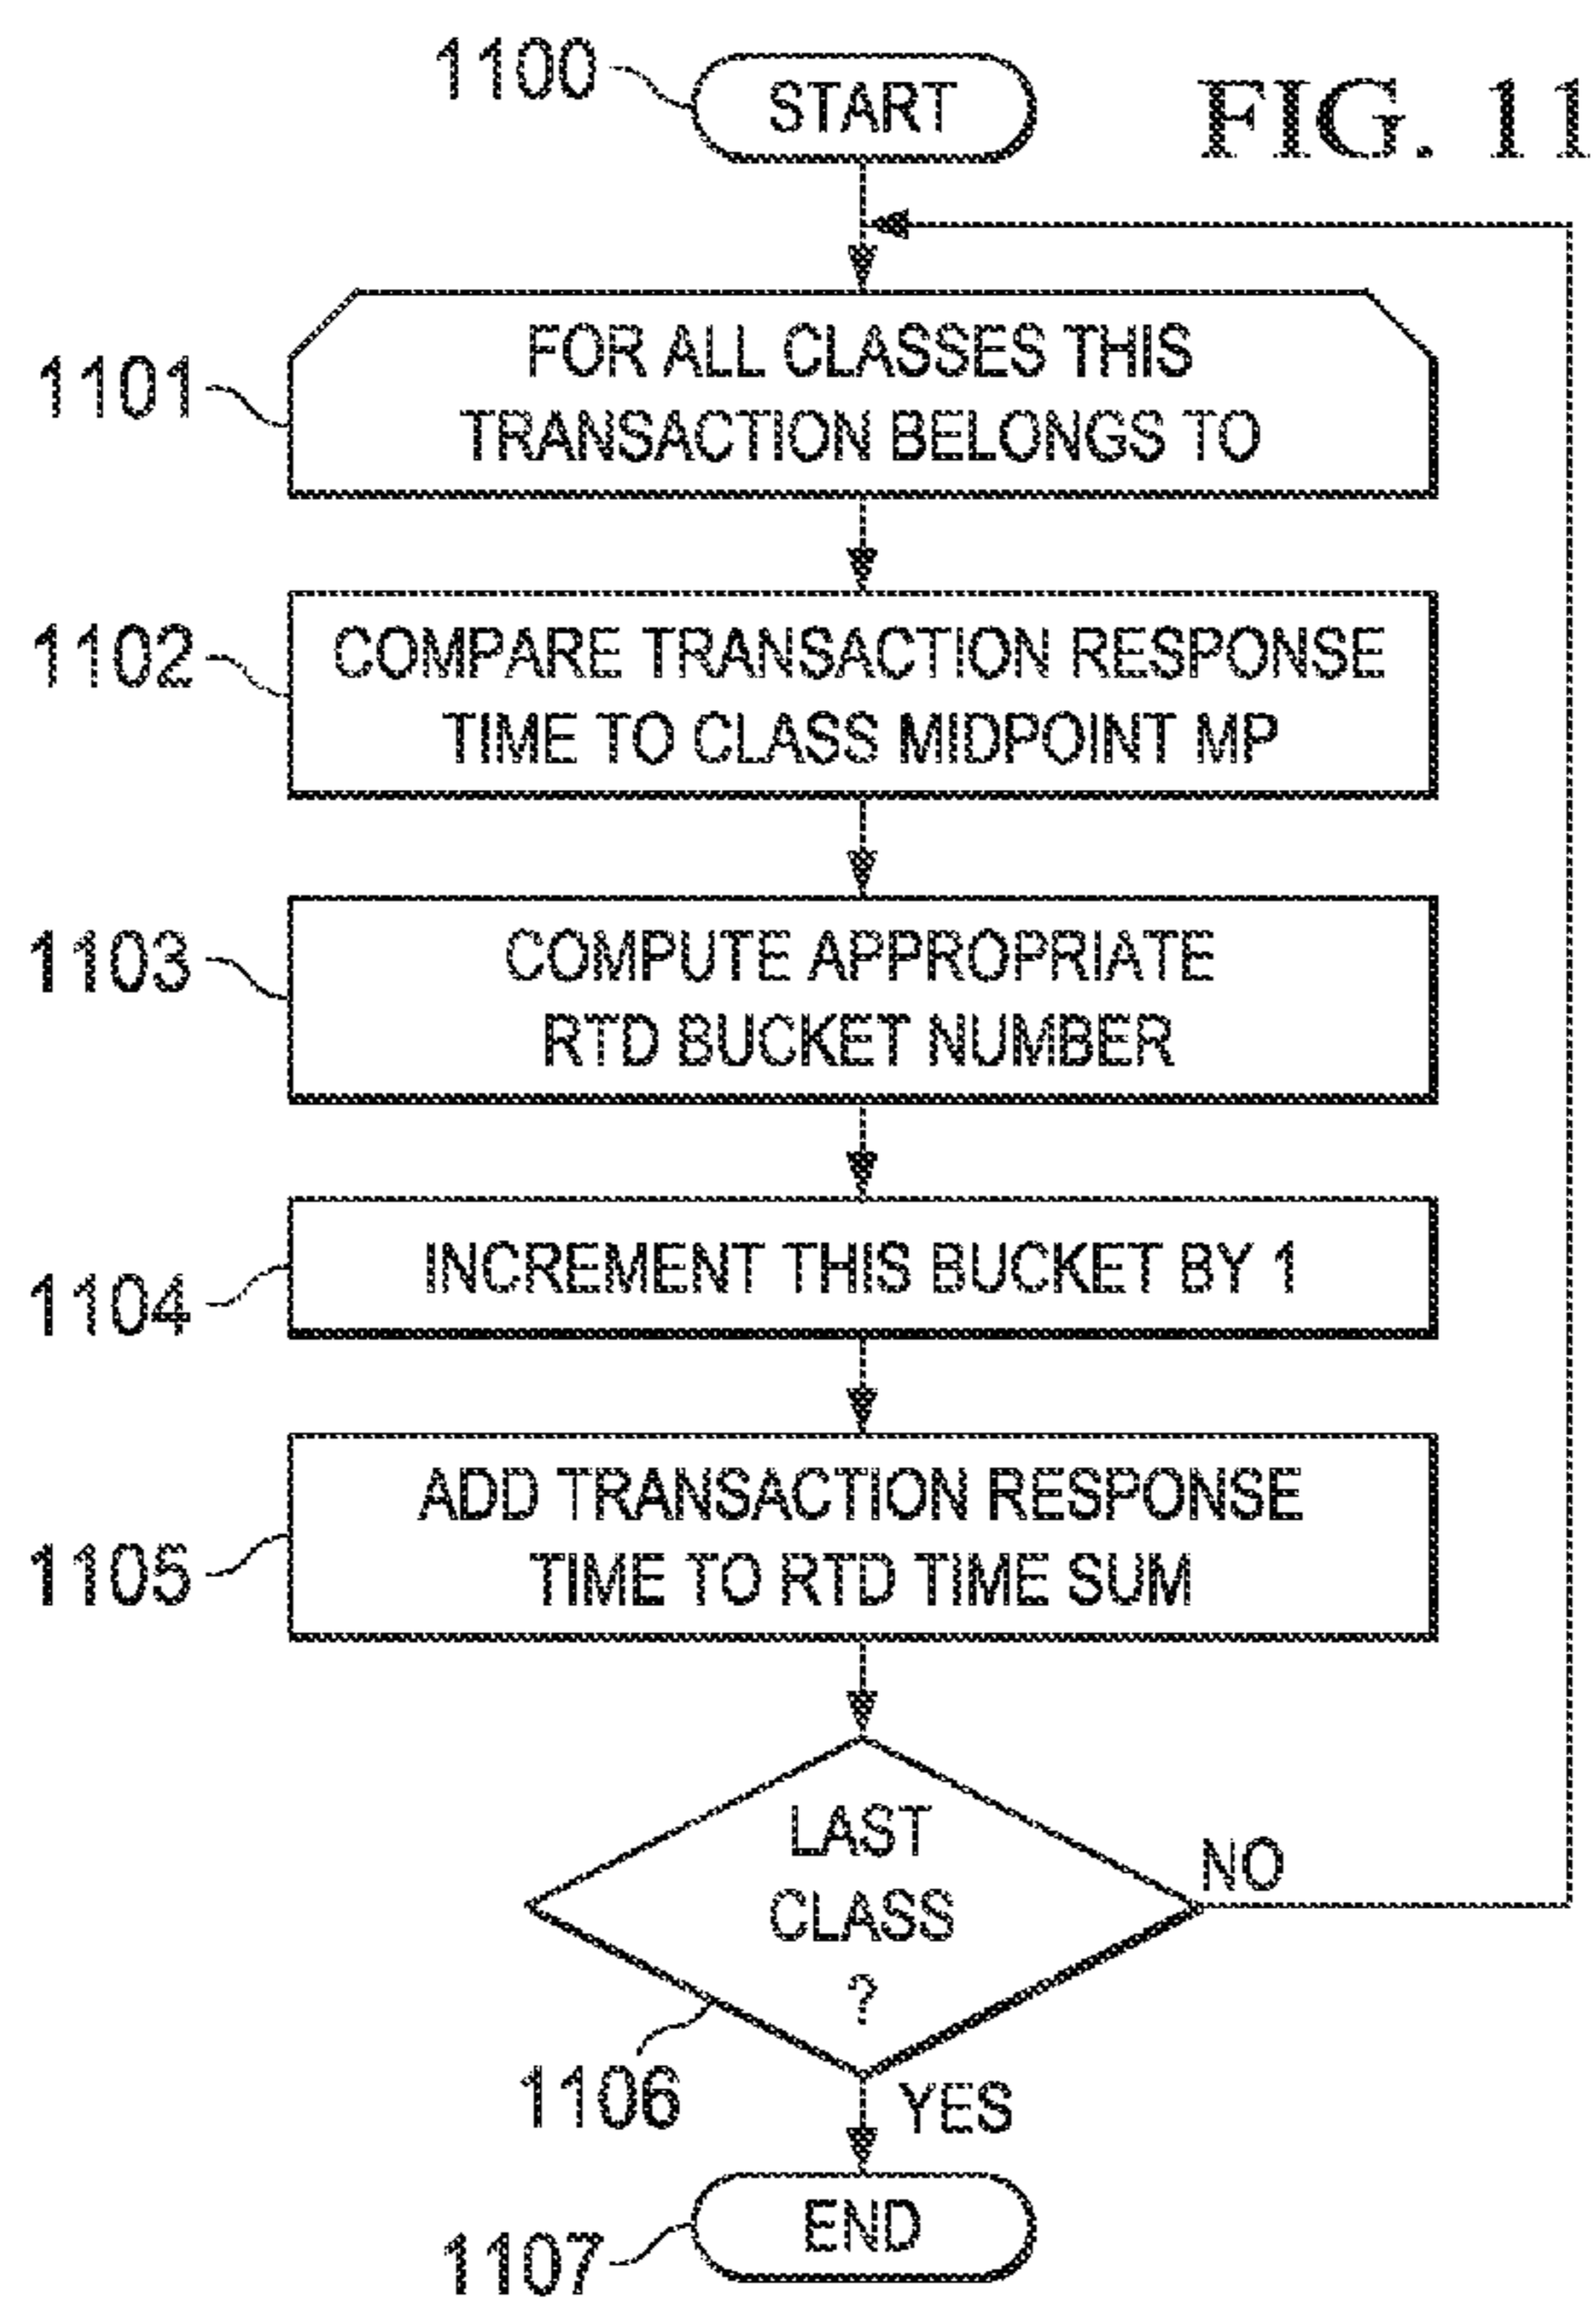 1100
START
FIG. 11
1101
FOR ALL CLASSES THIS
TRANSACTION BELONGS TO
1102
COMPARE TRANSACTION RESPONSE
TIME TO CLASS MIDPOINT MP
1103
COMPUTE APPROPRIATE
RTD BUCKET NUMBER
1104
INCREMENT THIS BUCKET BY 1
1105
ADD TRANSACTION RESPONSE
TIME TO RTD TIME SUM
LAST
CLASS
?
NO
1106
YES
END
1107